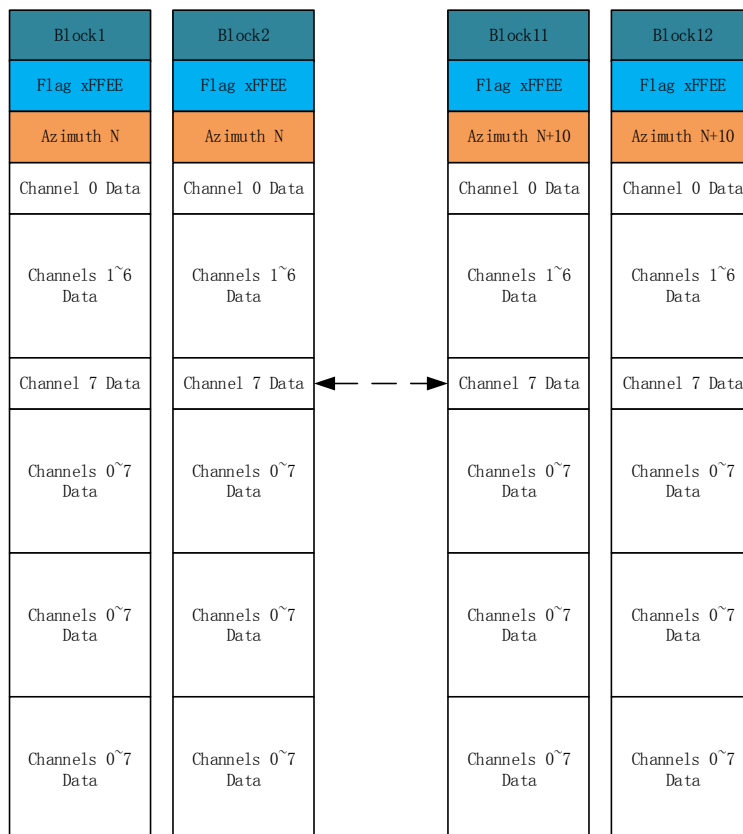 Block1
Flag xFFEE
Azimuth N
Channel 0 Data
Channels 1~6
Data
Channel 7 Data
Channels 0~7
Data
Channels 0~7
Data
Channels 0~7
Data
Block2
Flag xFFEE
Azimuth N
Channel 0 Data
Channels 1~6
Data
Channel 7 Data
Channels 0~7
Data
Channels 0~7
Data
Channels 0~7
Data
Block11
Flag xFFEE
Azimuth N+10
Channel 0 Data
Channels 1~6
Data
Channel 7 Data
Channels 0~7
Data
Channels 0~7
Data
Channels 0~7
Data
Block12
Flag xFFEE
Azimuth N+10
Channel 0 Data
Channels 1~6
Data
Channel 7 Data
Channels 0~7
Data
Channels 0~7
Data
Channels 0~7
Data